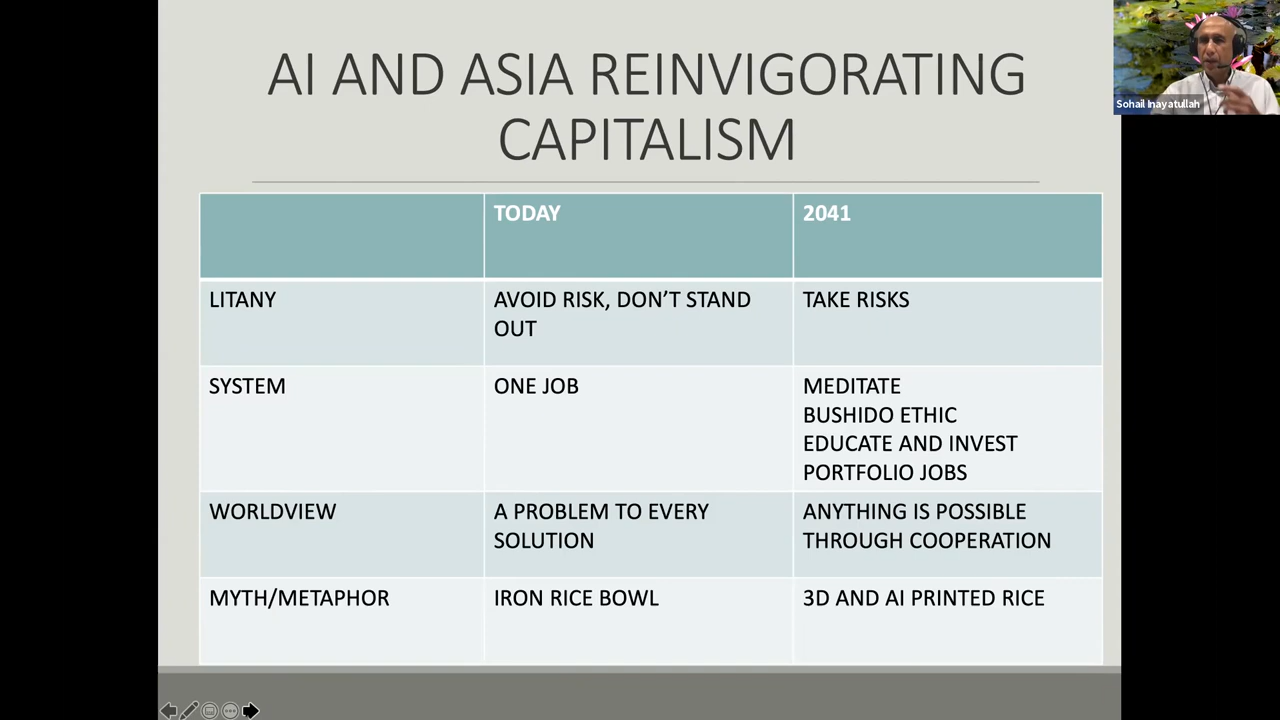 AI AND ASIA REINVIGORATING
CAPITALISM
TODAY
2041
LITANY
AVOID RISK, DON’T STAND
OUT
TAKE RISKS
SYSTEM
ONE JOB
MEDITATE
BUSHIDO ETHIC
EDUCATE AND INVEST
PORTFOLIO JOBS
WORLDVIEW
A PROBLEM TO EVERY
SOLUTION
ANYTHING IS POSSIBLE
THROUGH COOPERATION
MYTH/METAPHOR
IRON RICE BOWL
3D AND AI PRINTED RICE
Sohail Inayatullah